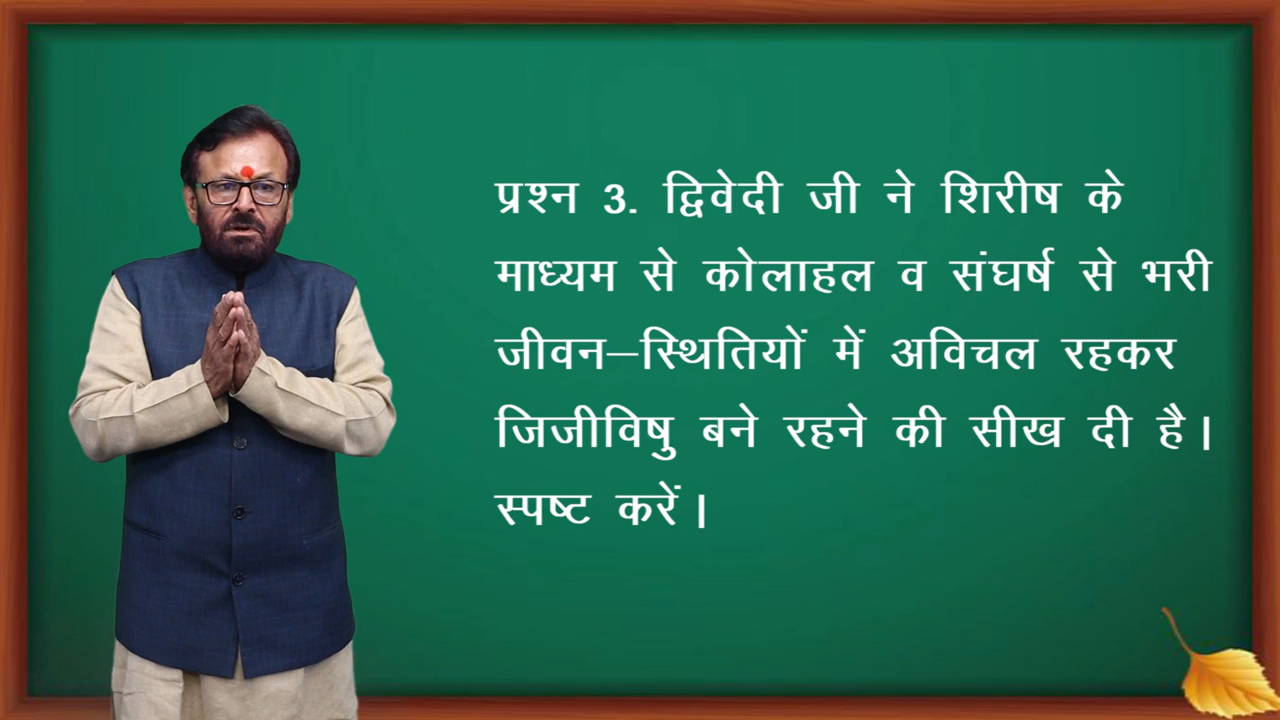 प्रश्न 3. द्विवेदी जी ने शिरीष के
माध्यम से कोलाहल व संघर्ष से भरी
जीवन–स्थितियों में अविचल रहकर
जिजीविषु बने रहने की सीख दी है।
स्पष्ट करें।